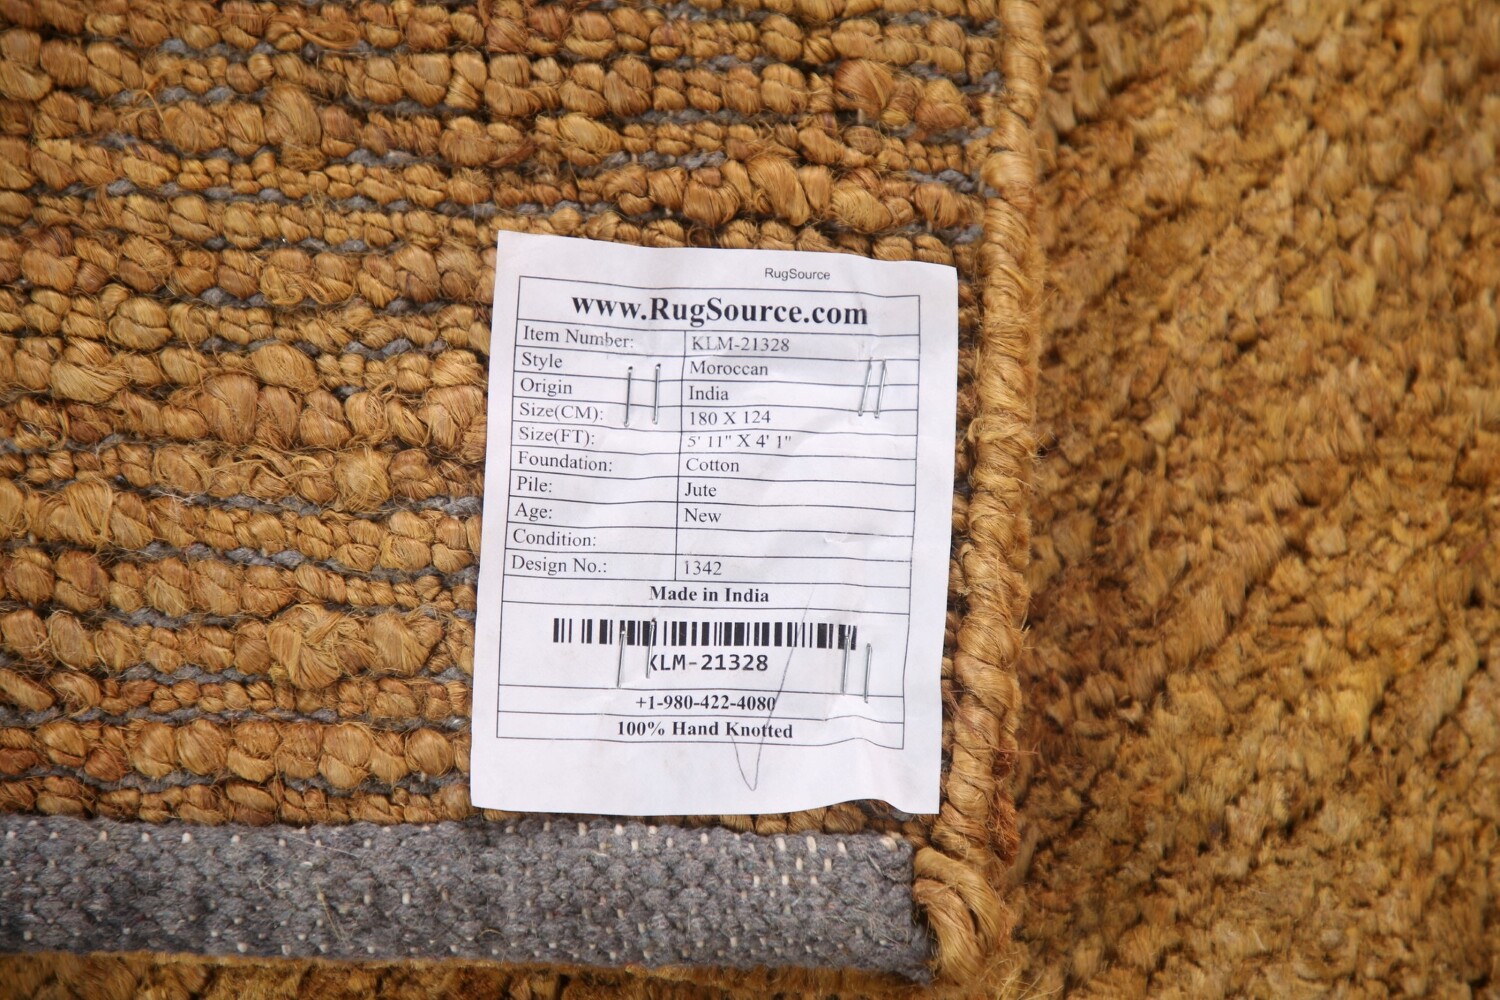 RugSource
www.RugSource.com
Item Number: KLM-21328
Style Moroccan
Origin India
Size(CM): 180 X 124
Size(FT): 5' 11" X 4' 1"
Foundation: Cotton
Pile: Jute
Age: New
Condition:
Design No.: 1342
Made in India
KLM-21328
+1-980-422-4080
100% Hand Knotted